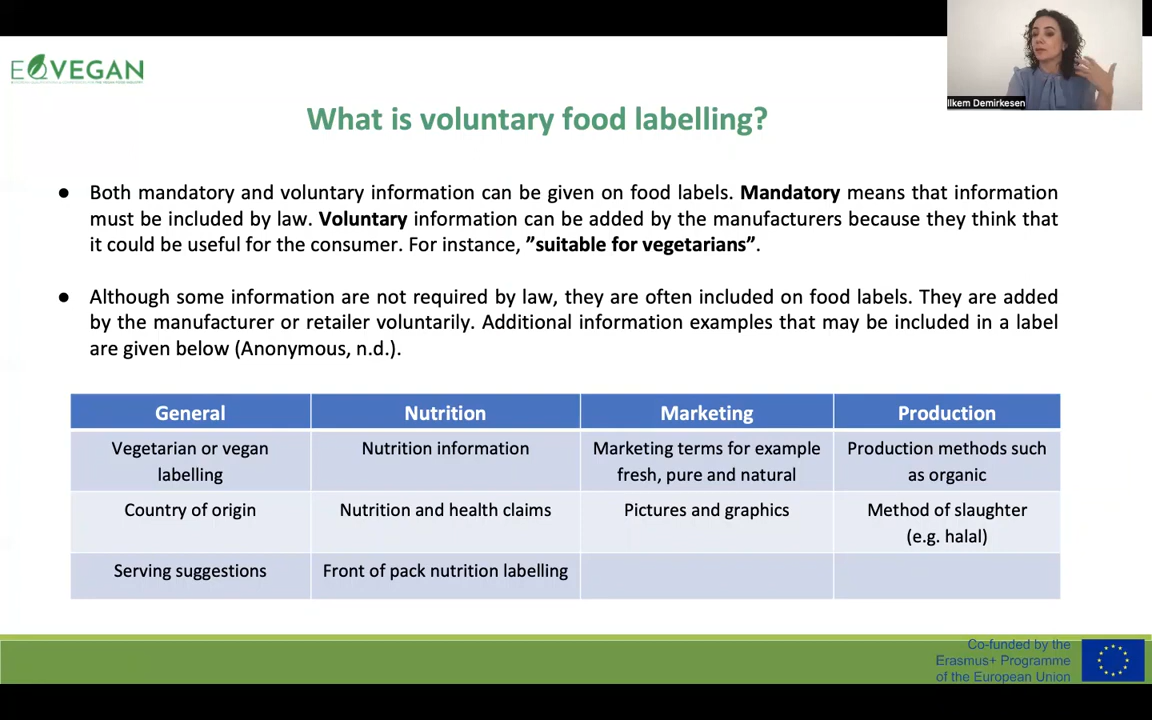 EQVEGAN
Ilkem Demirkesen
What is voluntary food labelling?
● Both mandatory and voluntary information can be given on food labels. Mandatory means that information
must be included by law. Voluntary information can be added by the manufacturers because they think that
it could be useful for the consumer. For instance, ”suitable for vegetarians”.
● Although some information are not required by law, they are often included on food labels. They are added
by the manufacturer or retailer voluntarily. Additional information examples that may be included in a label
are given below (Anonymous, n.d.).
General Nutrition Marketing Production
Vegetarian or vegan Nutrition information Marketing terms for example Production methods such
labelling fresh, pure and natural as organic
Country of origin Nutrition and health claims Pictures and graphics Method of slaughter
(e.g. halal)
Serving suggestions Front of pack nutrition labelling
Co-funded by the
Erasmus+ Programme
of the European Union